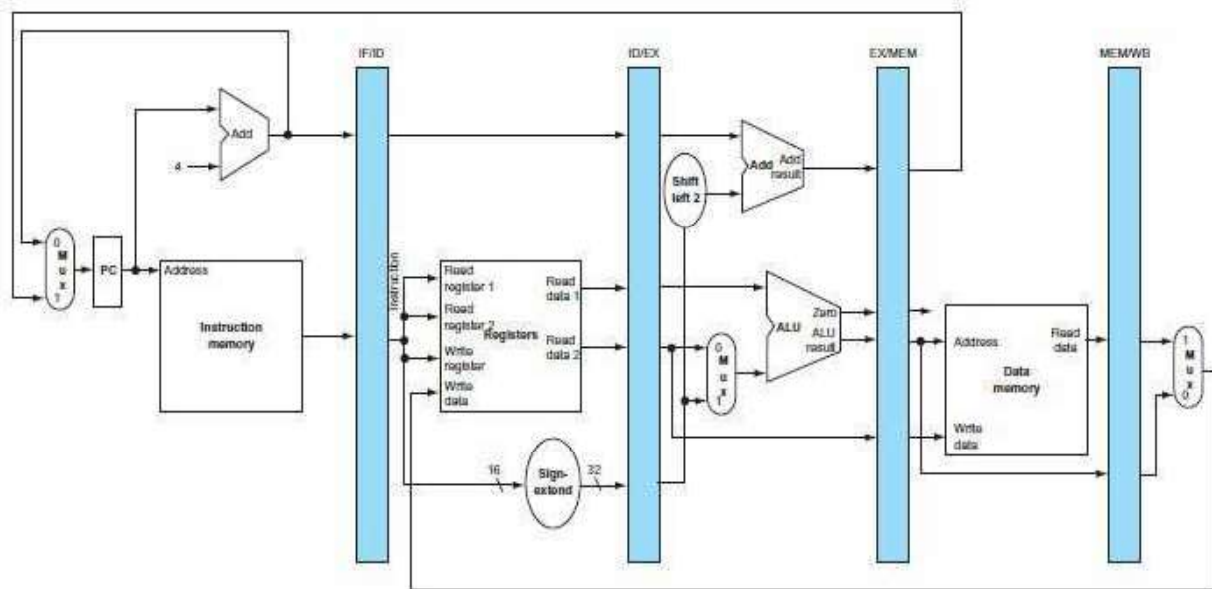 IF/ID
ID/EX
EX/MEM
MEM/WB
Add
4
Add
Add
result
Shift
left 2
0
M
u
x
1
PC
Address
Instruction
memory
Instruction
Read
register 1
Read
register 2
Registers
Write
register
Write
data
Read
data 1
Read
data 2
0
M
u
x
1
Zero
ALU
ALU
result
Address
Read
data
Data
memory
Write
data
1
M
u
x
0
16
Sign-
extend
32